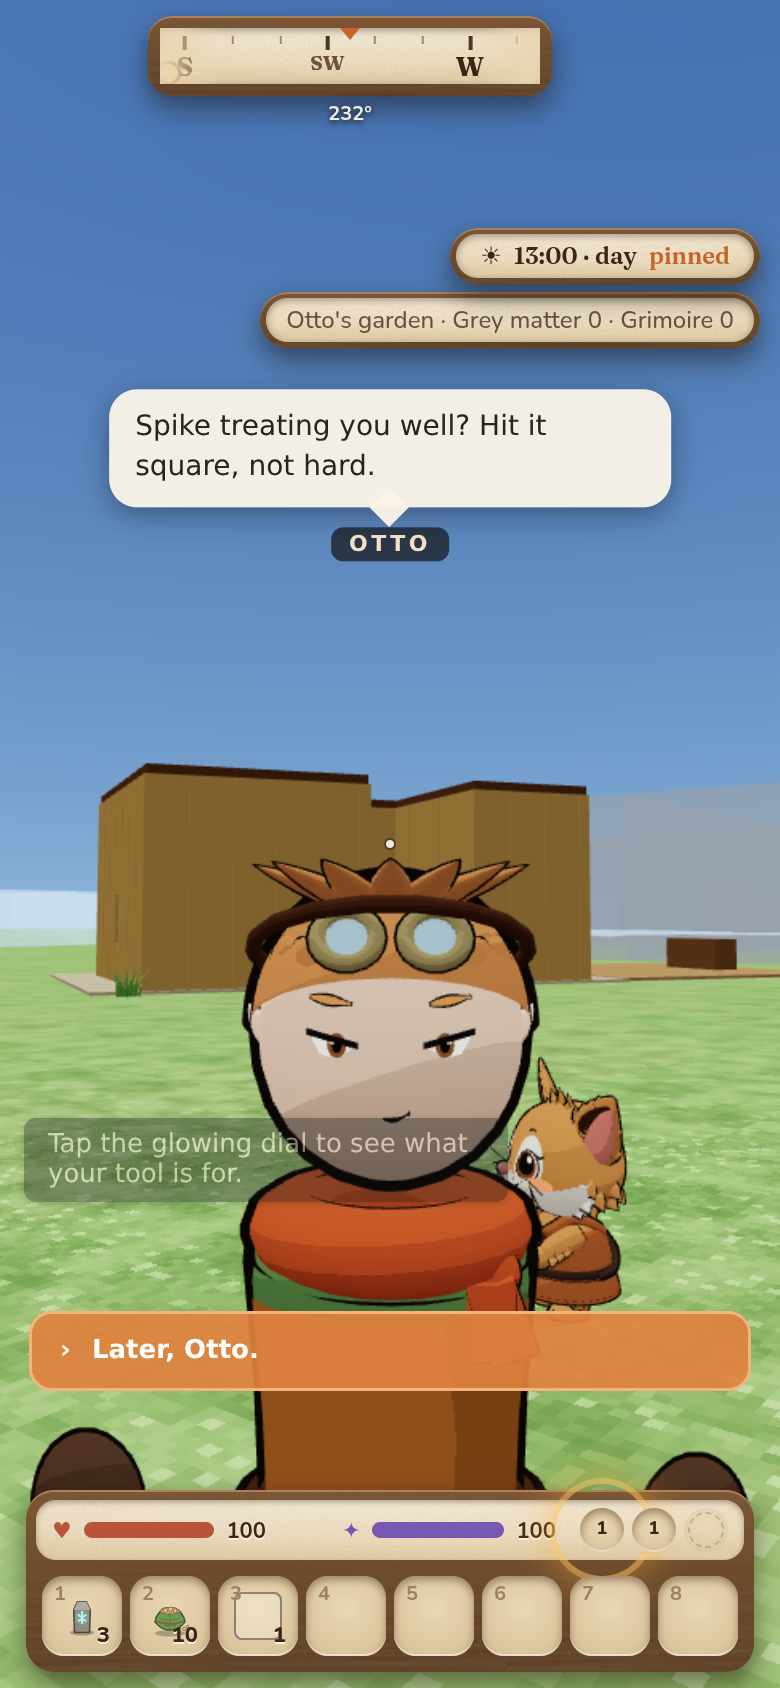 S SW W
232°
13:00 · day pinned
Otto's garden · Grey matter 0 · Grimoire 0
Spike treating you well? Hit it
square, not hard.
OTTO
Tap the glowing dial to see what
your tool is for.
› Later, Otto.
100 100 1 1
1 2 3 4 5 6 7 8
3 10 1